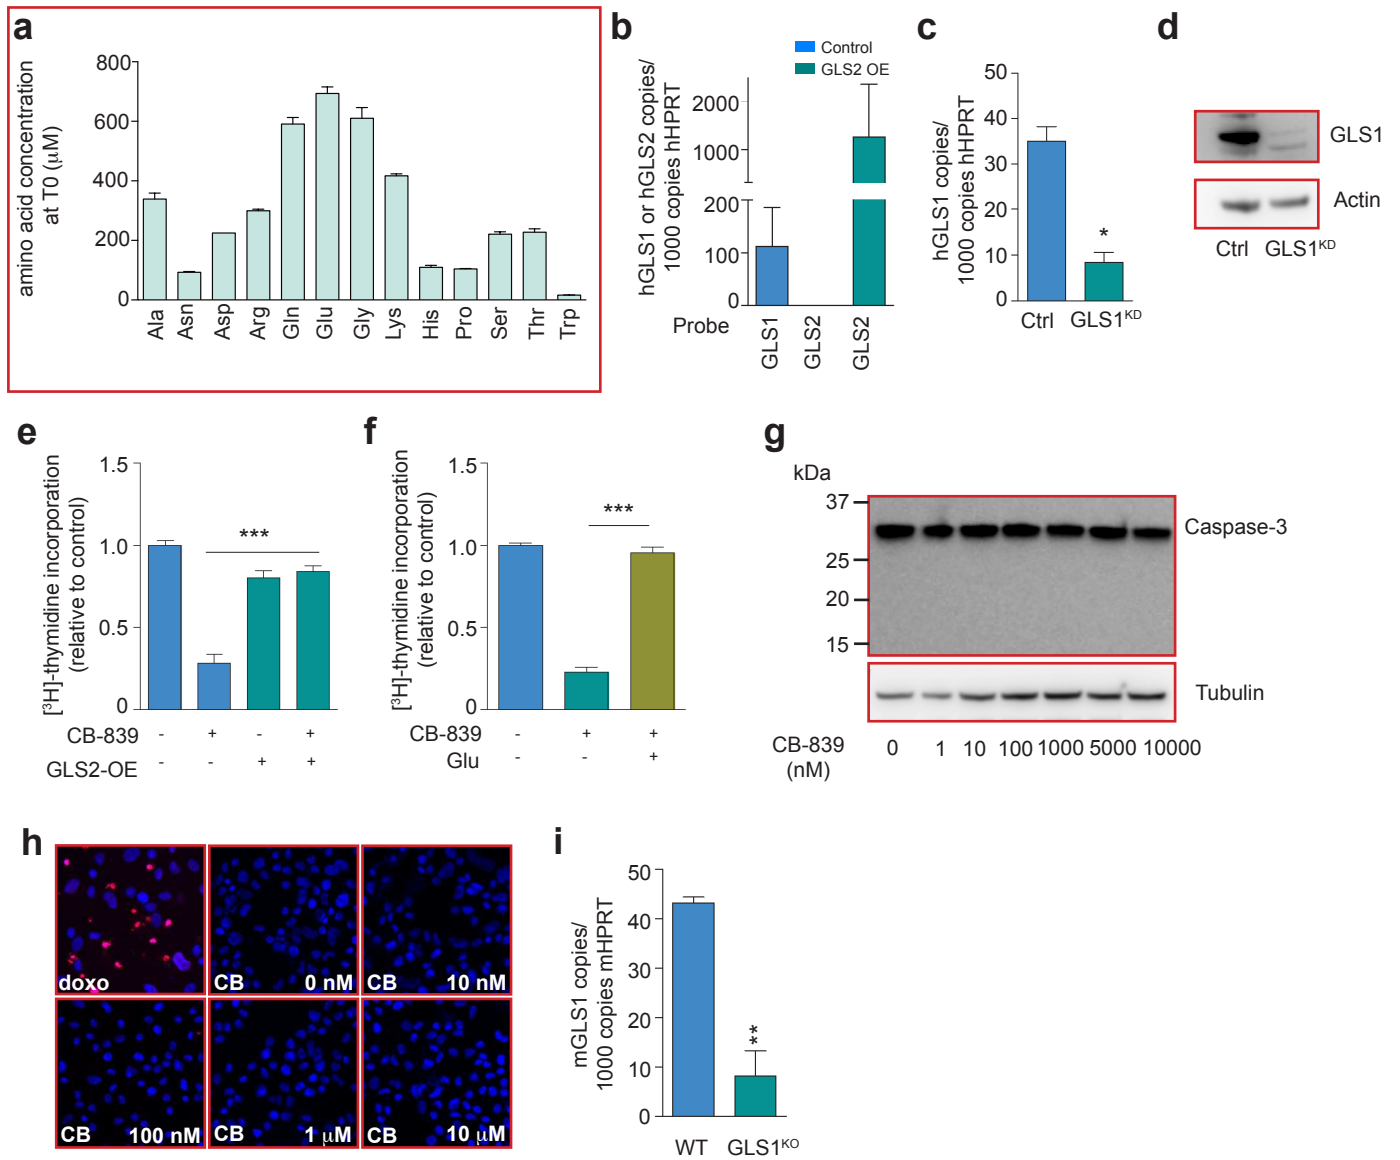 a
amino acid concentration
at T0 (μM)
800
600
400
200
0
Ala
Asn
Asp
Arg
Gln
Glu
Gly
Lys
His
Pro
Ser
Thr
Trp
b
Control
GLS2 OE
hGLS1 or hGLS2 copies/
1000 copies hHPRT
2000
1000
200
100
0
Probe
GLS1
GLS2
GLS2
c
hGLS1 copies/
1000 copies hHPRT
50
40
30
20
10
0
*
Ctrl GLS1KD
d
GLS1
Actin
Ctrl GLS1KD
e
[3H]-thymidine incorporation
(relative to control)
1.5
1.0
0.5
0
***
CB-839 - + - +
GLS2-OE - - + +
f
[3H]-thymidine incorporation
(relative to control)
1.5
1.0
0.5
0
***
CB-839 - + +
Glu - - +
g
kDa
37
25
20
15
Caspase-3
Tubulin
CB-839 0 1 10 100 1000 5000 10000
(nM)
h
doxo
CB 0 nM
CB 10 nM
CB 100 nM
CB 1 μM
CB 10 μM
i
mGLS1 copies/
1000 copies mHPRT
50
40
30
20
10
0
**
WT GLS1KO